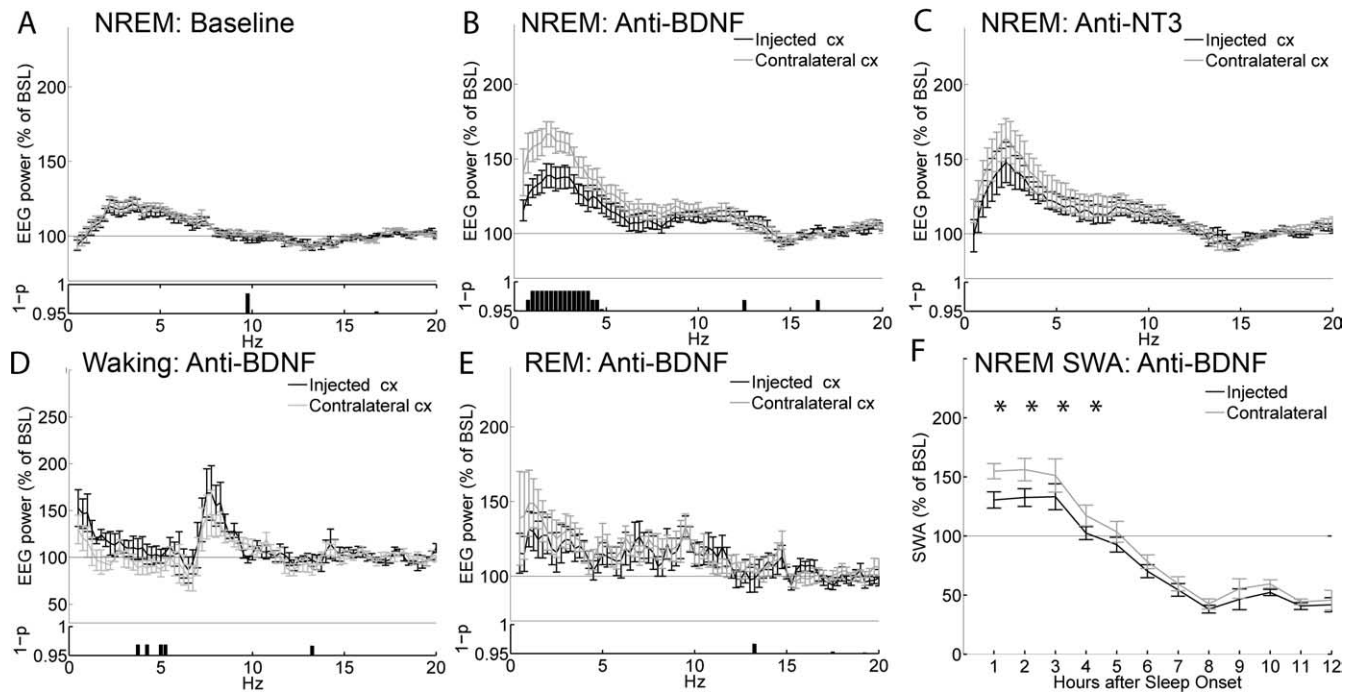 A NREM: Baseline
EEG power (% of BSL)
200
150
100
1-p
1
0.95
0 5 10 15 20
Hz
B NREM: Anti-BDNF
Injected cx
Contralateral cx
EEG power (% of BSL)
200
150
100
1-p
1
0.95
0 5 10 15 20
Hz
C NREM: Anti-NT3
Injected cx
Contralateral cx
EEG power (% of BSL)
200
150
100
1-p
1
0.95
0 5 10 15 20
Hz
D Waking: Anti-BDNF
Injected cx
Contralateral cx
EEG power (% of BSL)
250
200
150
100
50
1-p
1
0.95
0 5 10 15 20
Hz
E REM: Anti-BDNF
Injected cx
Contralateral cx
EEG power (% of BSL)
200
150
100
1-p
1
0.95
0 5 10 15 20
Hz
F NREM SWA: Anti-BDNF
Injected
Contralateral
* * * *
SWA (% of BSL)
200
150
100
50
0
1 2 3 4 5 6 7 8 9 10 11 12
Hours after Sleep Onset